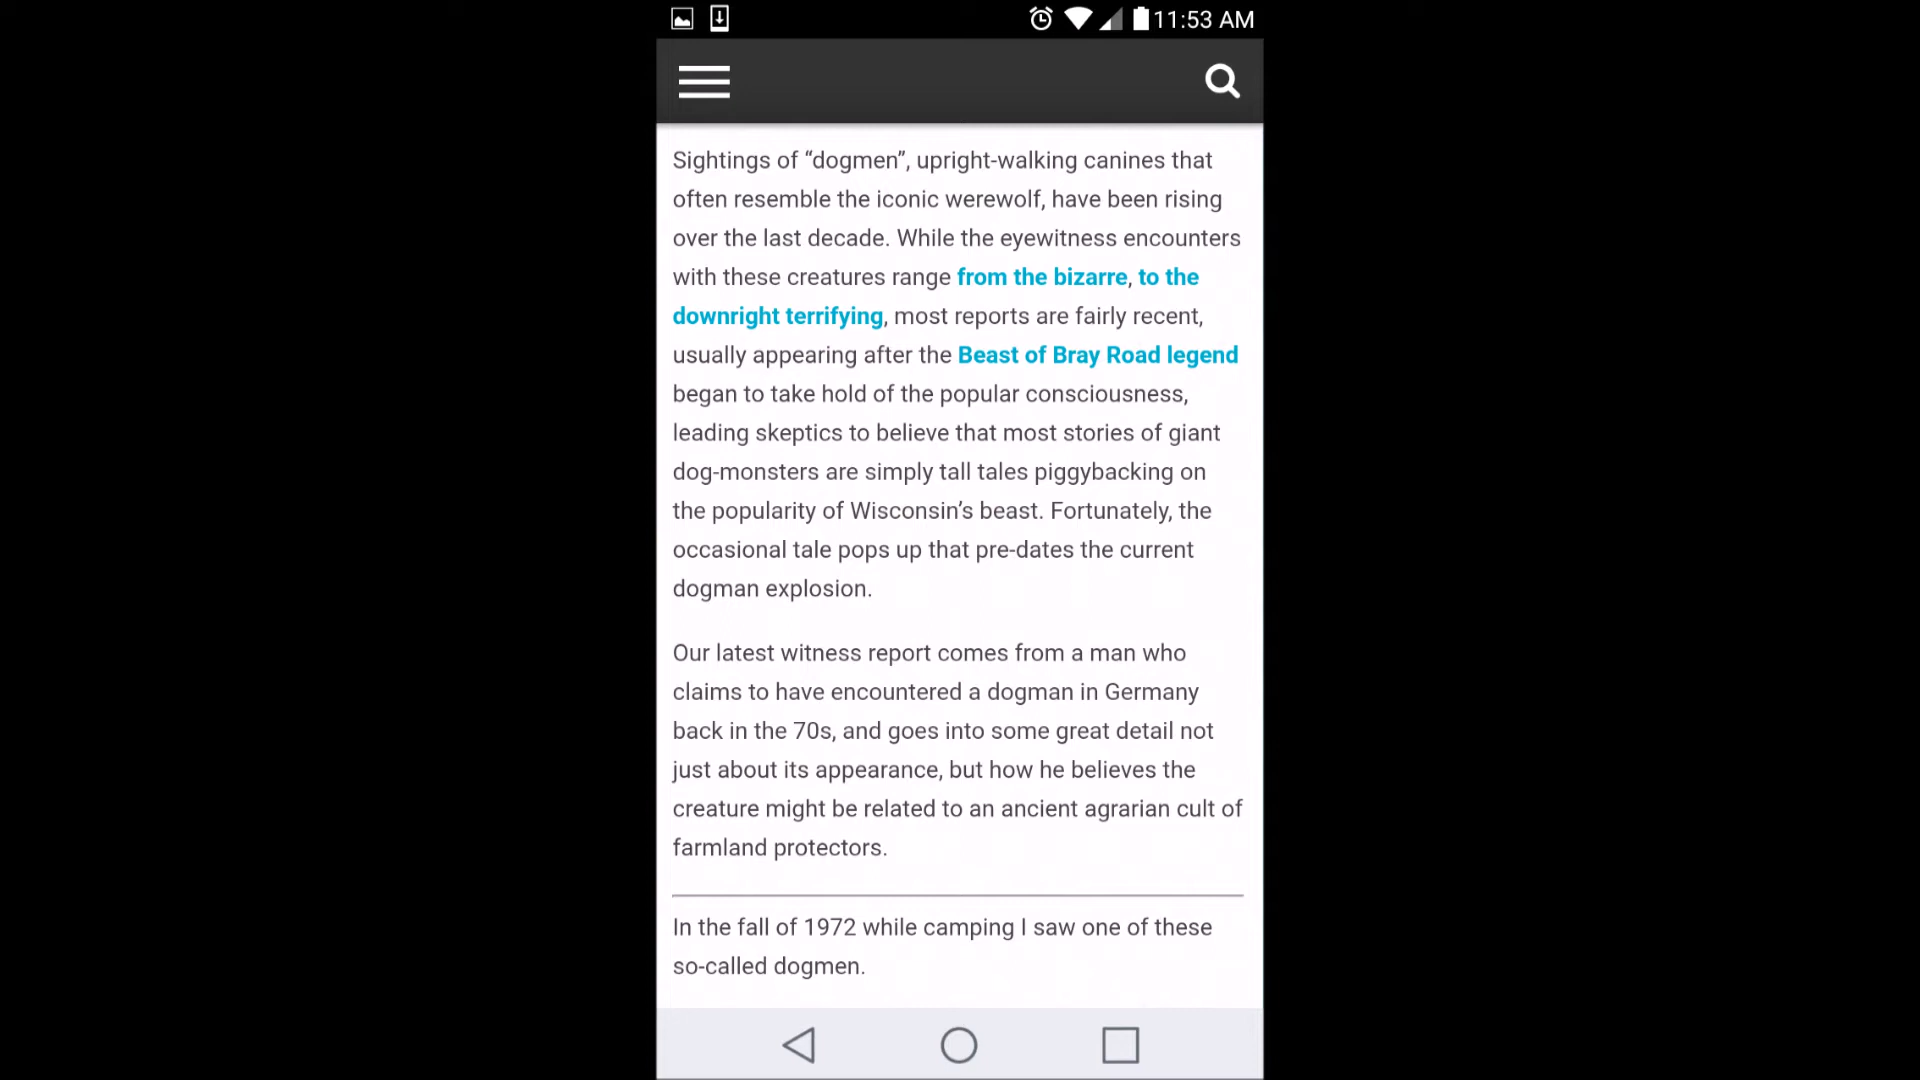 11:53 AM
Sightings of “dogmen”, upright-walking canines that
often resemble the iconic werewolf, have been rising
over the last decade. While the eyewitness encounters
with these creatures range from the bizarre, to the
downright terrifying, most reports are fairly recent,
usually appearing after the Beast of Bray Road legend
began to take hold of the popular consciousness,
leading skeptics to believe that most stories of giant
dog-monsters are simply tall tales piggybacking on
the popularity of Wisconsin’s beast. Fortunately, the
occasional tale pops up that pre-dates the current
dogman explosion.
Our latest witness report comes from a man who
claims to have encountered a dogman in Germany
back in the 70s, and goes into some great detail not
just about its appearance, but how he believes the
creature might be related to an ancient agrarian cult of
farmland protectors.
In the fall of 1972 while camping I saw one of these
so-called dogmen.